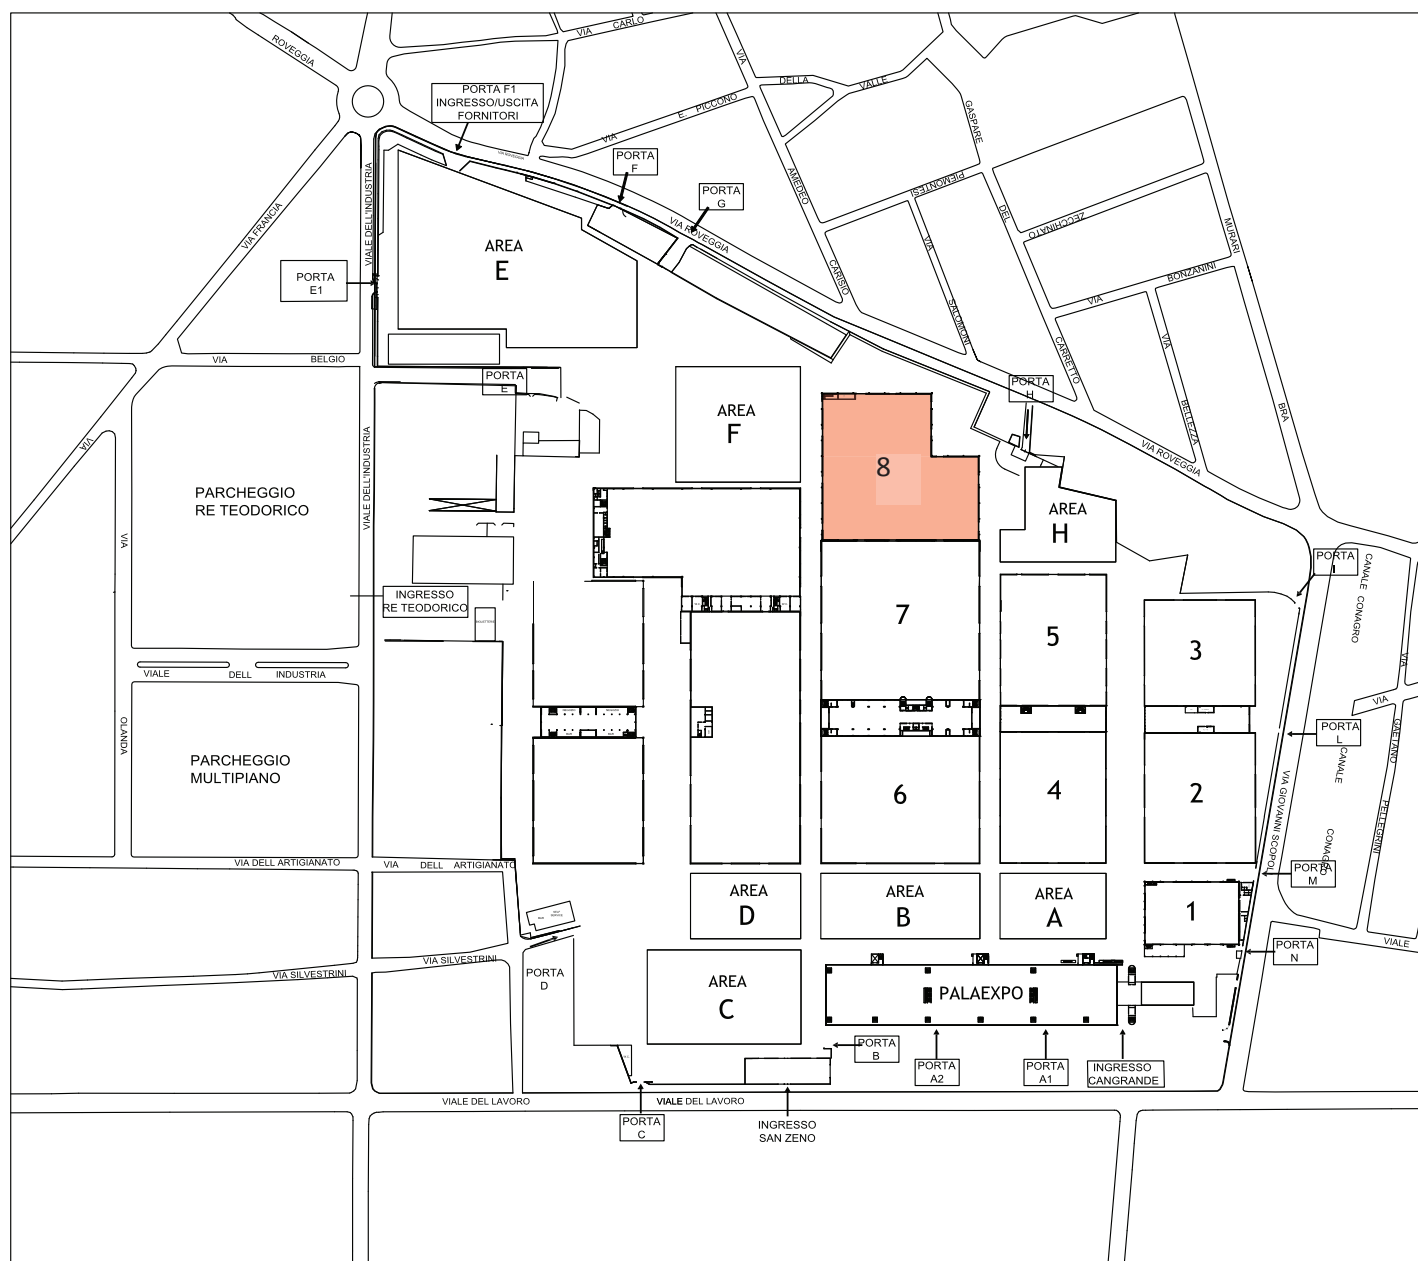 ROVEGGIA
VIA
CARLO
VIA
DELLA
VALLE
PORTA F1
INGRESSO/USCITA
FORNITORI
E. PICCONO
VIA
GASPARE
VIA ROVEGGIA
PORTA
F
PORTA
G
AMEDEO
PIEMONTES
VIALE DELL'INDUSTRIA
VIA FRANCIA
DEL
ZECCHINATO
MURARI
VIA ROVEGGIA
AREA
E
VIA
CARISIO
BONZANINI
VIA
PORTA
E1
SALOMONI
CARRETTO
VIA
VIA
BELGIO
PORTA
E
PORTA
H
BELLEZZA
BRA
AREA
F
VIA
VIALE DELL'INDUSTRIA
VIA ROVEGGIA
8
PARCHEGGIO
RE TEODORICO
AREA
H
VIA
PORTA
I
CANALE CONAGRO
INGRESSO
RE TEODORICO
7
5
3
VIALE
DELL
INDUSTRIA
VIA
VIA
OLANDA
PORTA
L
GAETANO
CANALE
PARCHEGGIO
MULTIPIANO
6
4
2
VIA GIOVANNI SCOPOLI
PELLEGRINI
CONAGRO
VIA DELL ARTIGIANATO
VIA
DELL
ARTIGIANATO
PORTA
M
AREA
D
AREA
B
AREA
A
1
VIALE
PORTA
N
VIA SILVESTRINI
VIA SILVESTRINI
PORTA
D
AREA
C
PALAEXPO
PORTA
B
PORTA
A2
PORTA
A1
INGRESSO
CANGRANDE
VIALE DEL LAVORO
VIALE DEL LAVORO
PORTA
C
INGRESSO
SAN ZENO